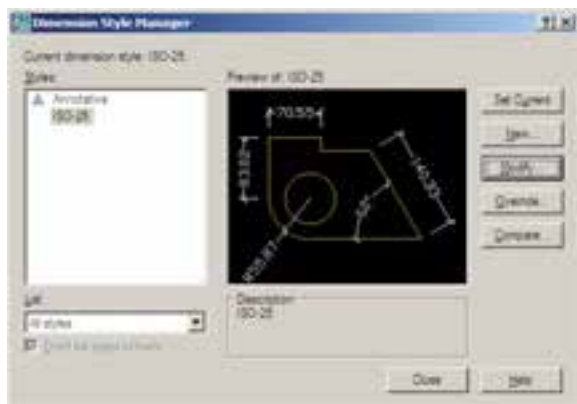 Dimension Style Manager
Current dimension style: ISO-25
Styles:
Annotative
ISO-25
Preview of: ISO-25
Set Current
New...
Modify...
Override...
Compare...
List:
All styles
Description
ISO-25
Close
Help